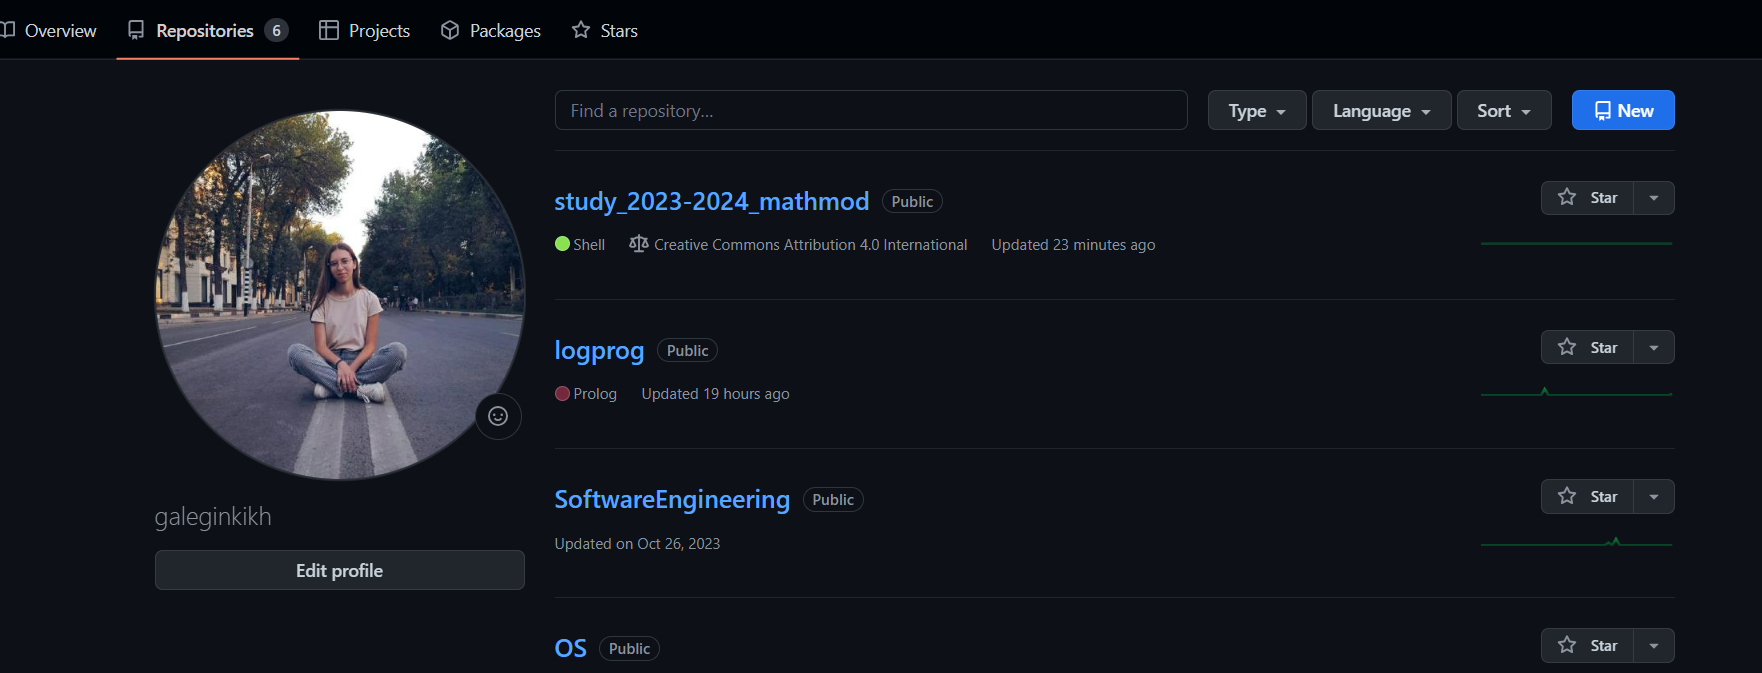 Overview Repositories 6 Projects Packages Stars
Find a repository...
Type Language Sort New
study_2023-2024_mathmod Public Star
Shell Creative Commons Attribution 4.0 International Updated 23 minutes ago
logprog Public Star
Prolog Updated 19 hours ago
SoftwareEngineering Public Star
Updated on Oct 26, 2023
OS Public Star
galeginkikh
Edit profile